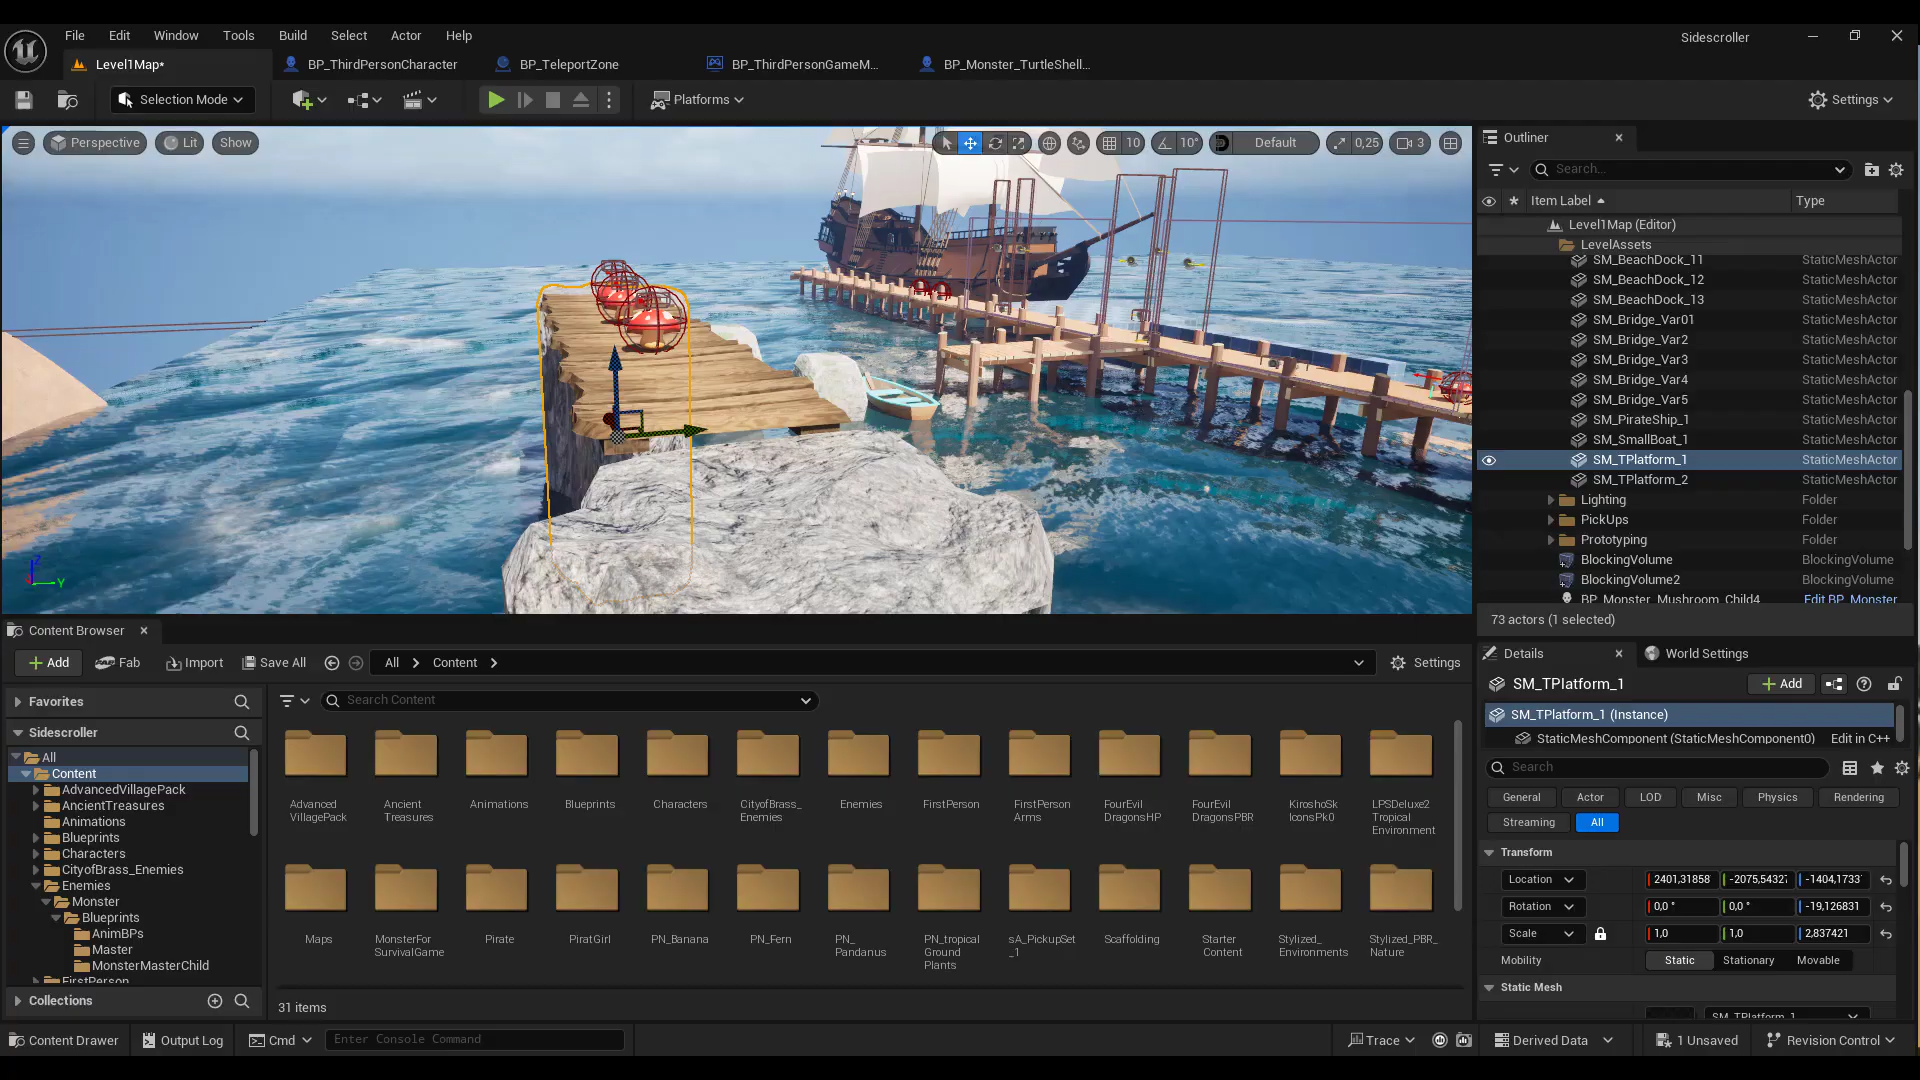 File Edit Window Tools Build Select Actor Help
Sidescroller
Level1Map* BP_ThirdPersonCharacter BP_TeleportZone BP_ThirdPersonGameM... BP_Monster_TurtleShell...
Selection Mode Platforms Settings
Perspective Lit Show 10 10° Default 0,25 3
Outliner
Search...
Item Label Type
Level1Map (Editor)
LevelAssets
SM_BeachDock_11 StaticMeshActor
SM_BeachDock_12 StaticMeshActor
SM_BeachDock_13 StaticMeshActor
SM_Bridge_Var01 StaticMeshActor
SM_Bridge_Var2 StaticMeshActor
SM_Bridge_Var3 StaticMeshActor
SM_Bridge_Var4 StaticMeshActor
SM_Bridge_Var5 StaticMeshActor
SM_PirateShip_1 StaticMeshActor
SM_SmallBoat_1 StaticMeshActor
SM_TPlatform_1 StaticMeshActor
SM_TPlatform_2 StaticMeshActor
Lighting Folder
PickUps Folder
Prototyping Folder
BlockingVolume BlockingVolume
BlockingVolume2 BlockingVolume
BP_Monster_Mushroom_Child4 Edit BP_Monster
73 actors (1 selected)
Z
Y
Content Browser
Add Fab Import Save All All Content Settings
Favorites
Search Content
Sidescroller
All
Content
AdvancedVillagePack
AncientTreasures
Animations
Blueprints
Characters
CityofBrass_Enemies
Enemies
Monster
Blueprints
AnimBPs
Master
MonsterMasterChild
FirstPerson
Collections
Advanced
VillagePack
Ancient
Treasures
Animations
Blueprints
Characters
CityofBrass_
Enemies
Enemies
FirstPerson
FirstPerson
Arms
FourEvil
DragonsHP
FourEvil
DragonsPBR
KiroshoSk
IconsPk0
LPSDeluxe2
Tropical
Environment
Maps
MonsterFor
SurvivalGame
Pirate
PiratGirl
PN_Banana
PN_Fern
PN_
Pandanus
PN_tropical
Ground
Plants
sA_PickupSet
_1
Scaffolding
Starter
Content
Stylized_
Environments
Stylized_PBR_
Nature
31 items
Details World Settings
SM_TPlatform_1 Add
SM_TPlatform_1 (Instance)
StaticMeshComponent (StaticMeshComponent0) Edit in C++
Search
General Actor LOD Misc Physics Rendering
Streaming All
Transform
Location 2401,31858 -2075,54327 -1404,1733
Rotation 0,0 ° 0,0 ° -19,126831
Scale 1,0 1,0 2,837421
Mobility Static Stationary Movable
Static Mesh
SM_TPlatform_1
Content Drawer Output Log Cmd Enter Console Command Trace Derived Data 1 Unsaved Revision Control